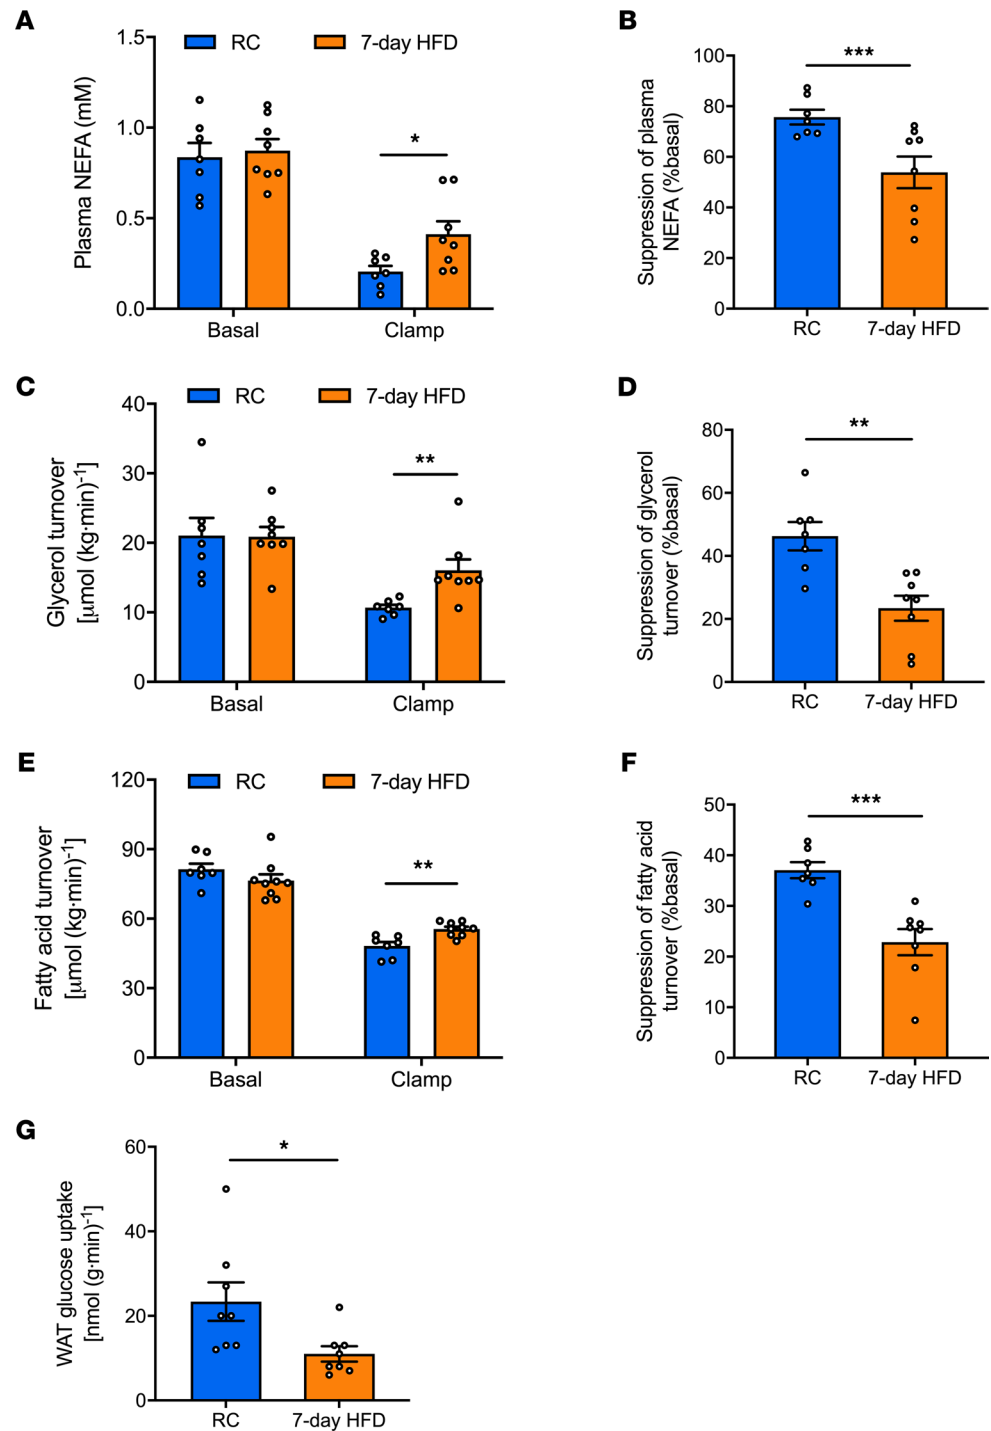 A
Plasma NEFA (mM)
1.5
1.0
0.5
0.0
RC
7-day HFD
*
Basal
Clamp
B
Suppression of plasma
NEFA (%basal)
100
80
60
40
20
0
***
RC
7-day HFD
C
Glycerol turnover
[µmol (kg·min)-1]
40
30
20
10
0
RC
7-day HFD
**
Basal
Clamp
D
Suppression of glycerol
turnover (%basal)
80
60
40
20
0
**
RC
7-day HFD
E
Fatty acid turnover
[µmol (kg·min)-1]
120
90
60
30
0
RC
7-day HFD
**
Basal
Clamp
F
Suppression of fatty acid
turnover (%basal)
50
40
30
20
10
0
***
RC
7-day HFD
G
WAT glucose uptake
[nmol (g·min)-1]
60
40
20
0
*
RC
7-day HFD